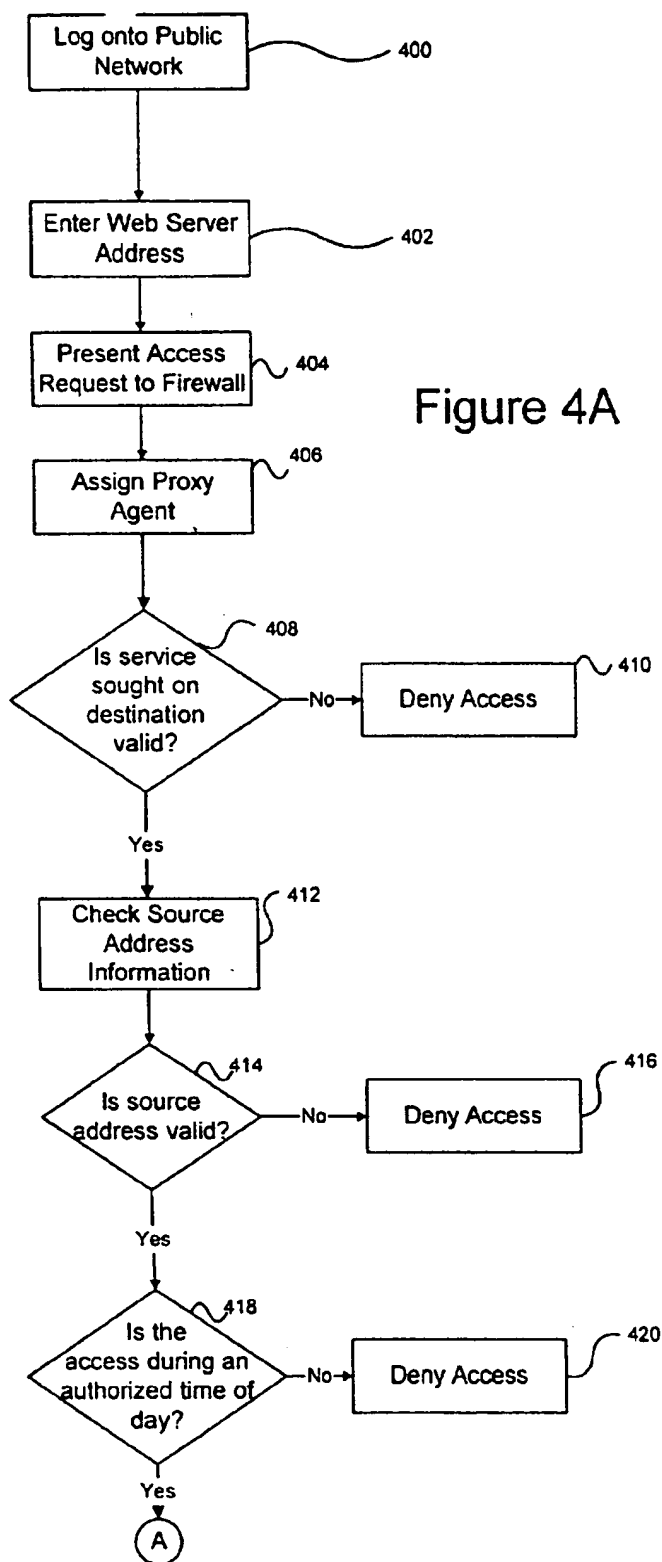 Log onto Public
Network
400
Enter Web Server
Address
402
Present Access
Request to Firewall
404
Figure 4A
406
Assign Proxy
Agent
408
Is service
sought on
destination
valid?
No
410
Deny Access
Yes
412
Check Source
Address
Information
414
Is source
address valid?
No
416
Deny Access
Yes
418
Is the
access during an
authorized time of
day?
No
420
Deny Access
Yes
A